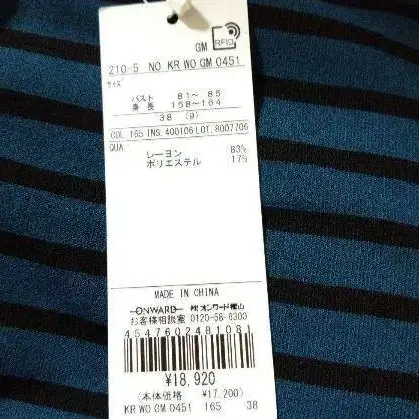 GM RFID
210-5 NO KR WO GM 0451
サイズ
バスト 81～ 85
身長 158～164
38 (9)
COL 165 INS. 400106 LOT. 8007706
QUA
レーヨン 83%
ポリエステル 17%
MADE IN CHINA
—ONWARD— ㈱オンワード樫山
お客様相談室 0120-58-8300
4547602481081
¥18,920
(本体価格 ¥17,200)
KR WO GM 0451 165 38